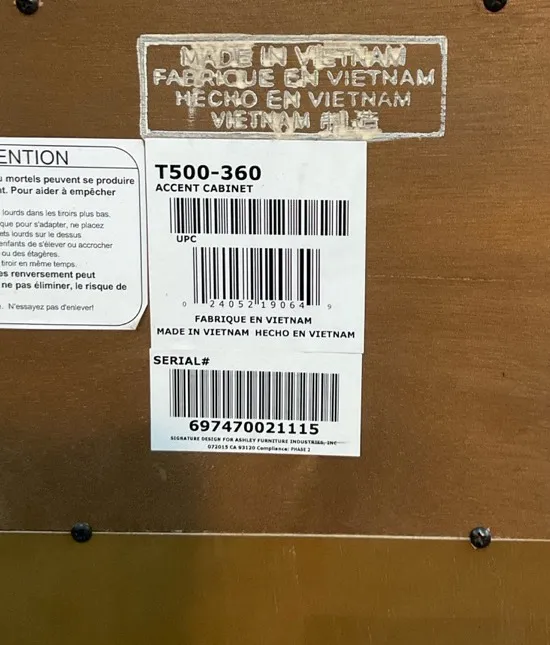 MADE IN VIETNAM
FABRIQUE EN VIETNAM
HECHO EN VIETNAM
VIETNAM 制造
ENTION
u mortels peuvent se produire
nt. Pour aider à empêcher
lourds dans les tiroirs plus bas.
que pour s'adapter, ne placez
ets lourds sur le dessus
enfants de s'élever ou accrocher
ou des étagères.
tiroir en même temps.
es renversement peut
ne pas éliminer, le risque de
. N'essayez pas d'enlever!
T500-360
ACCENT CABINET
UPC
0 24052 19064 9
FABRIQUE EN VIETNAM
MADE IN VIETNAM HECHO EN VIETNAM
SERIAL#
697470021115
SIGNATURE DESIGN FOR ASHLEY FURNITURE INDUSTRIES, INC
072015 CA 93120 Compliance: PHASE 2